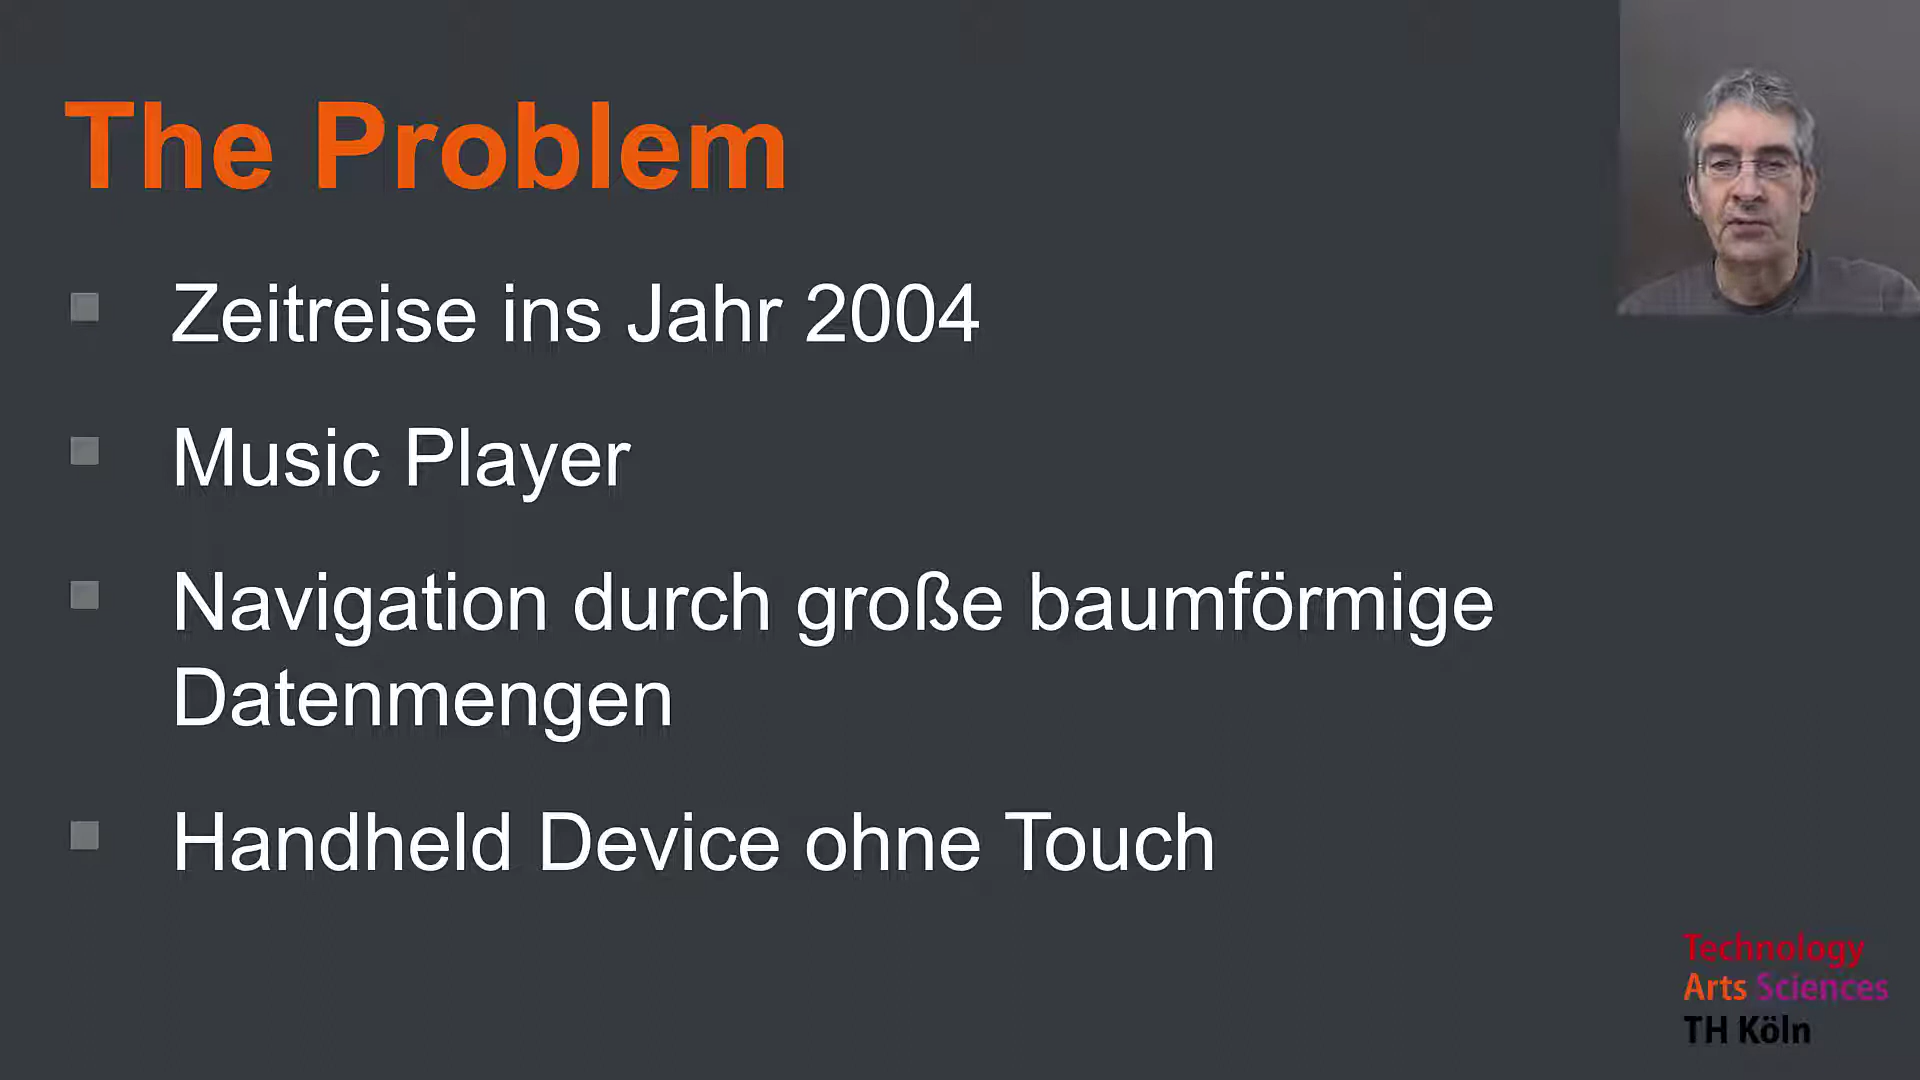 The Problem
Zeitreise ins Jahr 2004
Music Player
Navigation durch große baumförmige
Datenmengen
Handheld Device ohne Touch
Technology
Arts Sciences
TH Köln